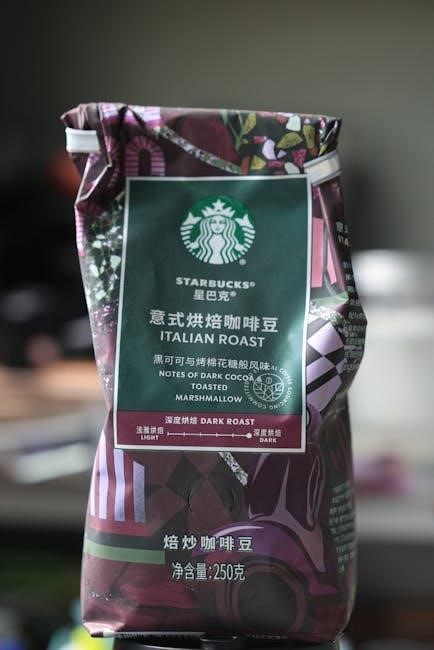 STARBUCKS®
星巴克®
意式烘焙咖啡豆
ITALIAN ROAST
黑可可与烤棉花糖般风味
NOTES OF DARK COCOA &
TOASTED
MARSHMALLOW
深度烘焙 DARK ROAST
浅雅烘焙
LIGHT
深度烘焙
DARK
焙炒咖啡豆
净含量:250克